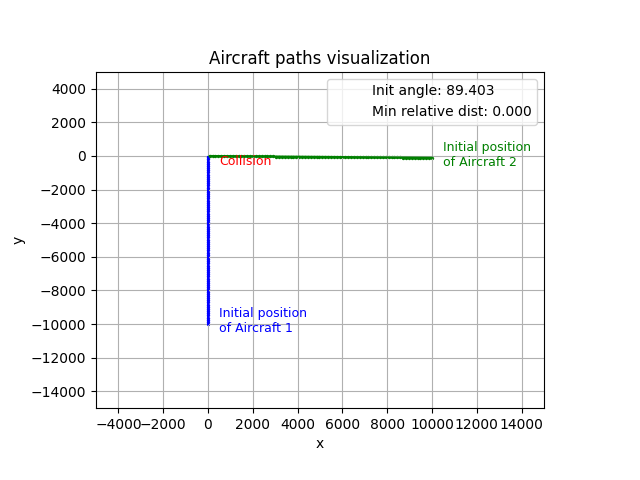 Aircraft paths visualization
Init angle: 89.403
Min relative dist: 0.000
4000
2000
0
−2000
−4000
−6000
−8000
−10000
−12000
−14000
y
Collision
Initial position
of Aircraft 2
Initial position
of Aircraft 1
−4000 −2000 0 2000 4000 6000 8000 10000 12000 14000
x